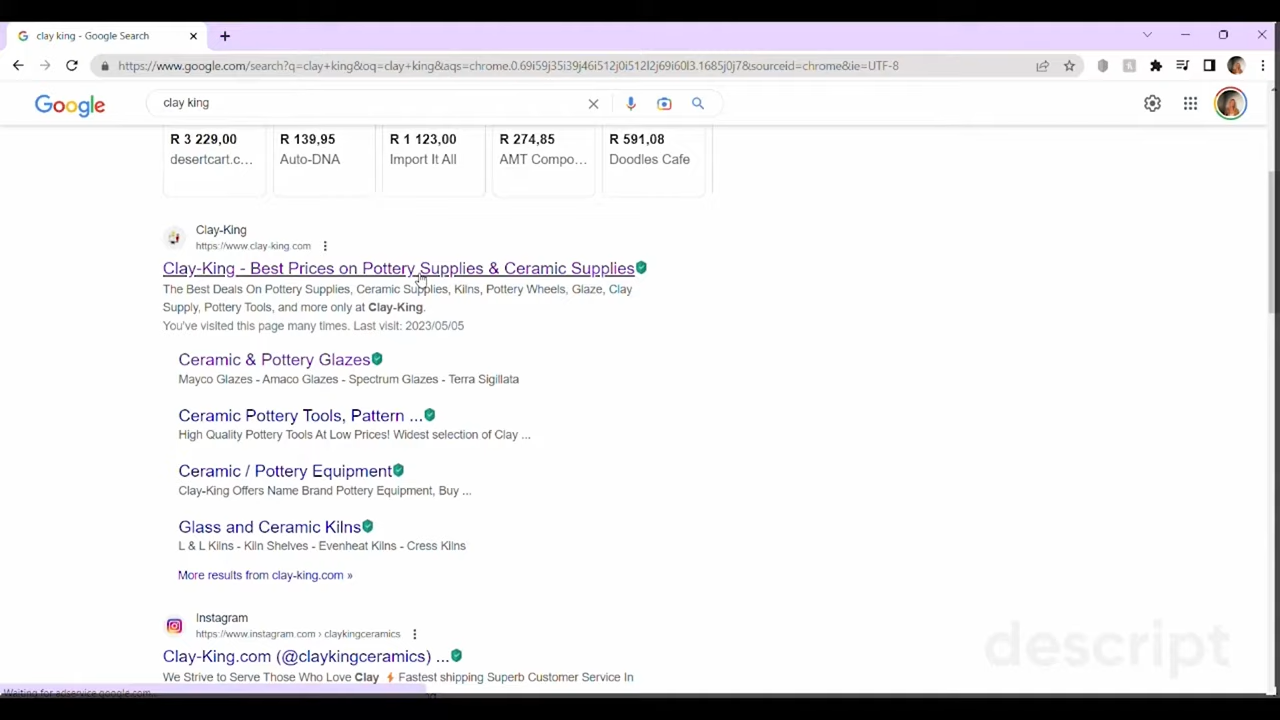 clay king - Google Search
https://www.google.com/search?q=clay+king&oq=clay+king&aqs=chrome.0.69i59j35i39j46i512j0i512l2j69i60l3.1685j0j7&sourceid=chrome&ie=UTF-8
Google
clay king
R 3 229,00
R 139,95
R 1 123,00
R 274,85
R 591,08
desertcart.c...
Auto-DNA
Import It All
AMT Compo...
Doodles Cafe
Clay-King
https://www.clay-king.com
Clay-King - Best Prices on Pottery Supplies & Ceramic Supplies
The Best Deals On Pottery Supplies, Ceramic Supplies, Kilns, Pottery Wheels, Glaze, Clay
Supply, Pottery Tools, and more only at Clay-King.
You've visited this page many times. Last visit: 2023/05/05
Ceramic & Pottery Glazes
Mayco Glazes - Amaco Glazes - Spectrum Glazes - Terra Sigillata
Ceramic Pottery Tools, Pattern ...
High Quality Pottery Tools At Low Prices! Widest selection of Clay ...
Ceramic / Pottery Equipment
Clay-King Offers Name Brand Pottery Equipment, Buy ...
Glass and Ceramic Kilns
L & L Kilns - Kiln Shelves - Evenheat Kilns - Cress Kilns
More results from clay-king.com »
Instagram
https://www.instagram.com › claykingceramics
Clay-King.com (@claykingceramics) ...
We Strive to Serve Those Who Love Clay ⚡ Fastest shipping Superb Customer Service In
descript
Waiting for adservice.google.com...